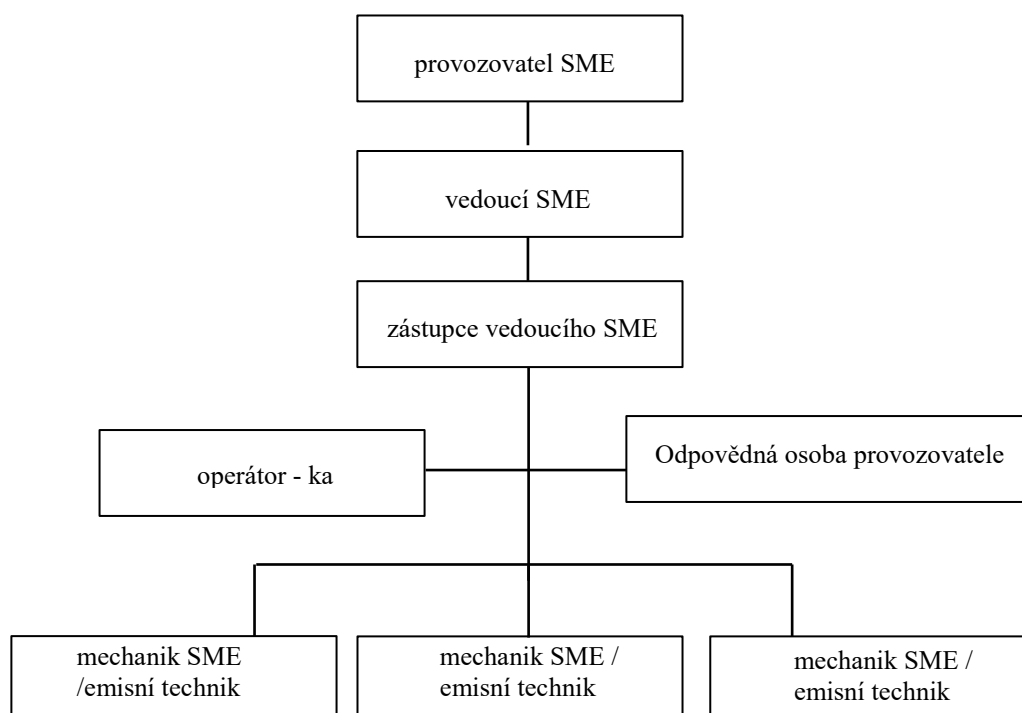 provozovatel SME
vedoucí SME
zástupce vedoucího SME
operátor - ka
Odpovědná osoba provozovatele
mechanik SME
/emisní technik
mechanik SME /
emisní technik
mechanik SME /
emisní technik